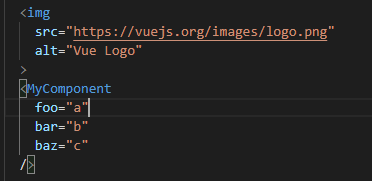 <img
  src="https://vuejs.org/images/logo.png"
  alt="Vue Logo"
>
<MyComponent
  foo="a"
  bar="b"
  baz="c"
/>